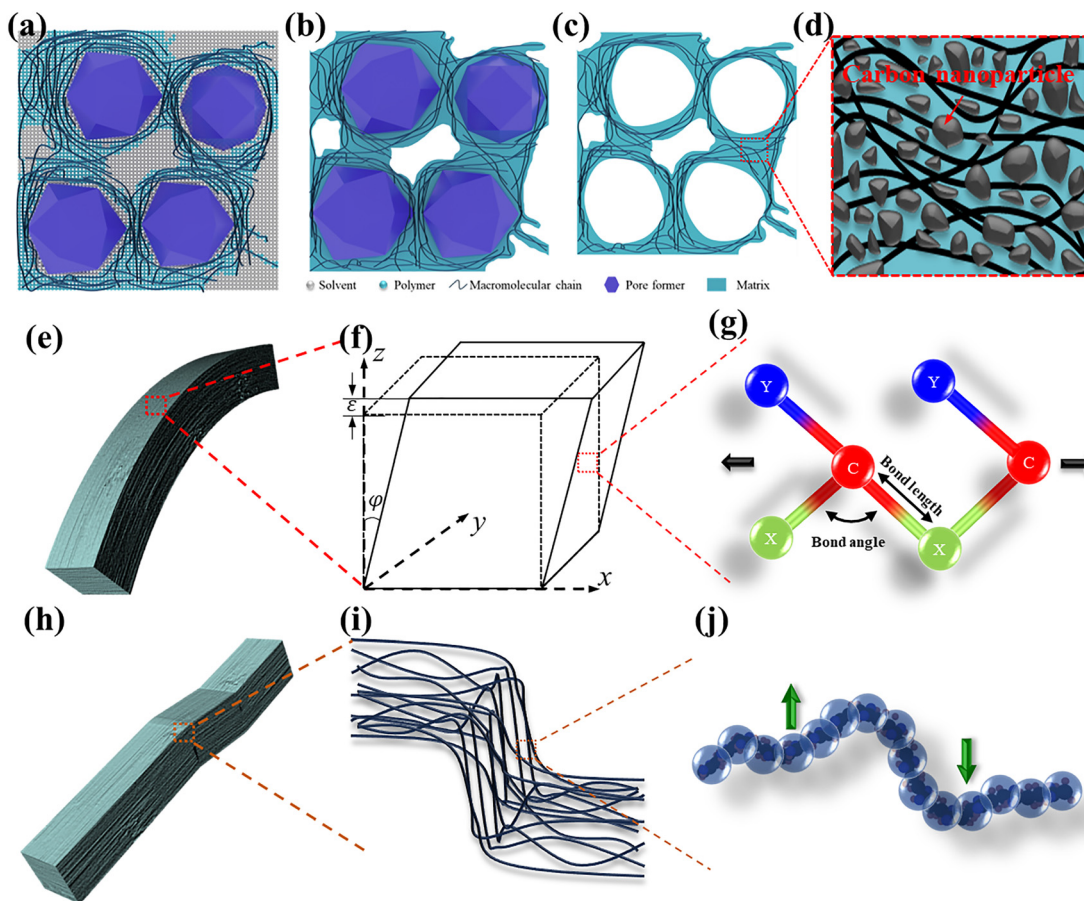 (a)
(b)
(c)
(d)
Carbon nanoparticle
Solvent
Polymer
Macromolecular chain
Pore former
Matrix
(e)
(f)
z
ε
φ
y
x
(g)
Y
Y
C
C
Bond length
X
X
Bond angle
(h)
(i)
(j)